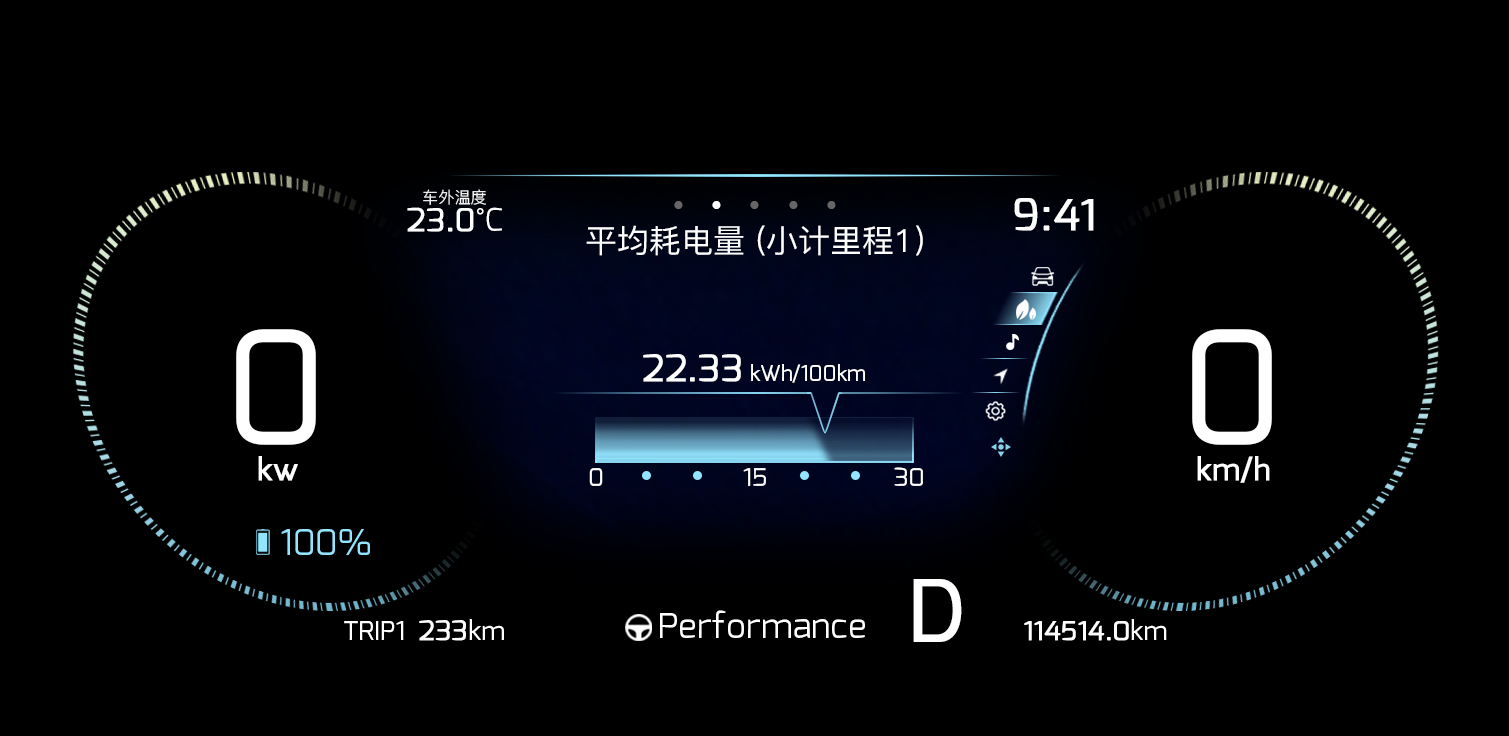 车外温度
23.0°C
9:41
平均耗电量 (小计里程1)
22.33 kWh/100km
0 15 30
0
kw
0
km/h
100%
TRIP1 233km
Performance
D
114514.0km